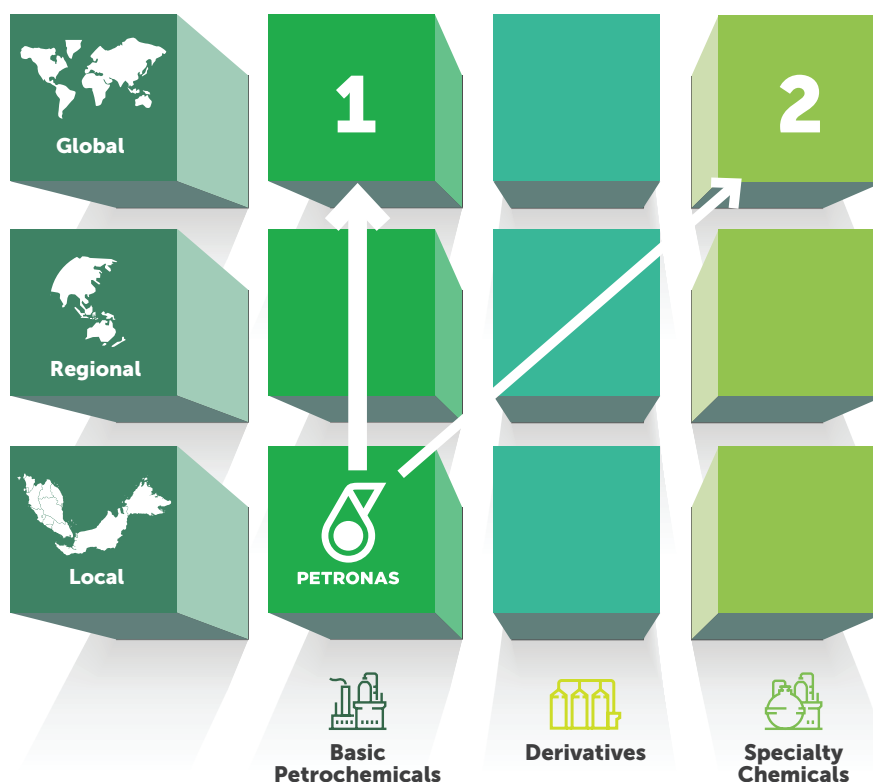 Global
1
2
Regional
Local
PETRONAS
Basic
Petrochemicals
Derivatives
Specialty
Chemicals